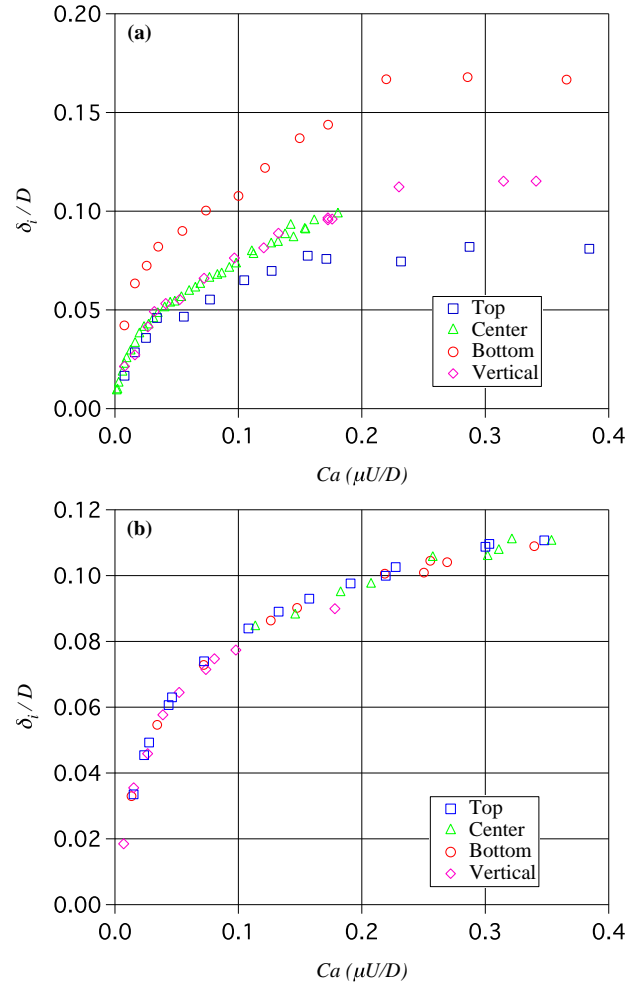 0.20
(a)
0.15
0.10
0.05
0.00
δi / D
Top
Center
Bottom
Vertical
0.0 0.1 0.2 0.3 0.4
Ca (μU/D)
0.12
(b)
0.10
0.08
0.06
0.04
0.02
0.00
δi / D
Top
Center
Bottom
Vertical
0.0 0.1 0.2 0.3 0.4
Ca (μU/D)